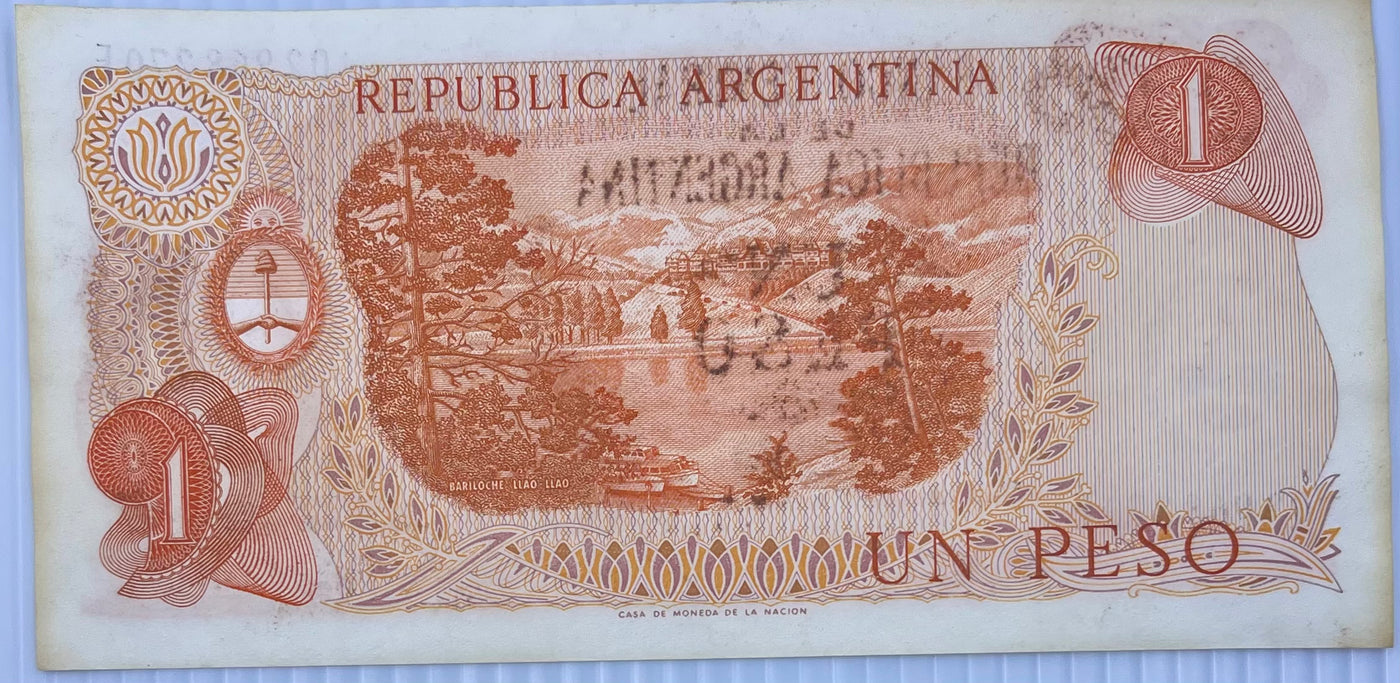 REPUBLICA ARGENTINA
1
1
BARILOCHE LLAO LLAO
UN PESO
CASA DE MONEDA DE LA NACION